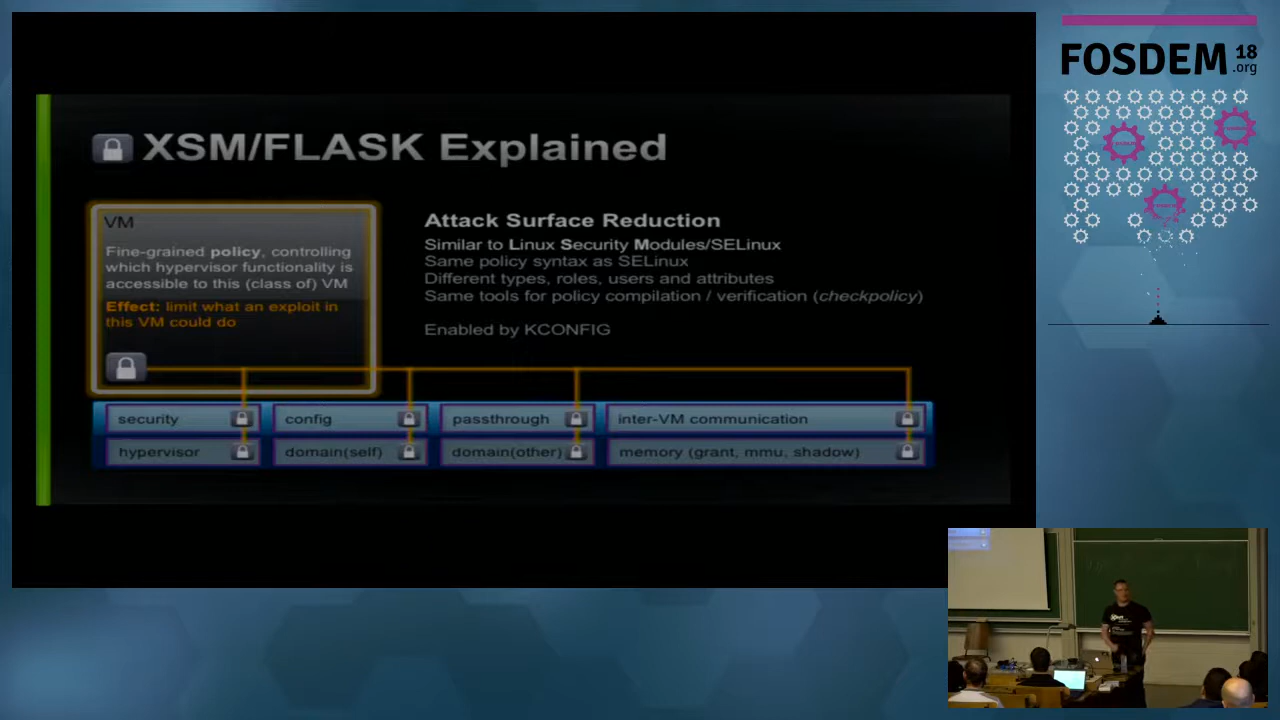 FOSDEM 18
.org
XSM/FLASK Explained
VM
Fine-grained policy, controlling
which hypervisor functionality is
accessible to this (class of) VM
Effect: limit what an exploit in
this VM could do
Attack Surface Reduction
Similar to Linux Security Modules/SELinux
Same policy syntax as SELinux
Different types, roles, users and attributes
Same tools for policy compilation / verification (checkpolicy)
Enabled by KCONFIG
security config passthrough inter-VM communication
hypervisor domain(self) domain(other) memory (grant, mmu, shadow)